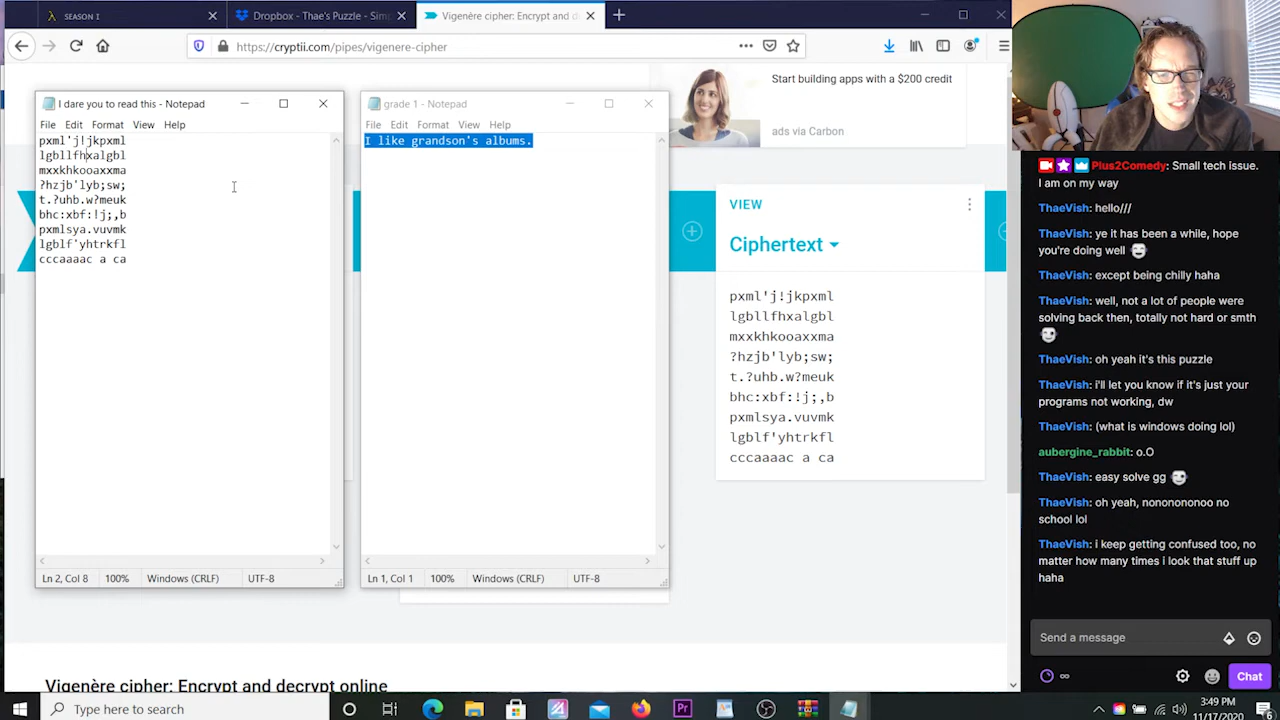 SEASON I
Dropbox - Thae's Puzzle - Sim
Vigenère cipher: Encrypt and d
https://cryptii.com/pipes/vigenere-cipher
Start building apps with a $200 credit
ads via Carbon
I dare you to read this - Notepad
File Edit Format View Help
pxml'j!jkpxml
lgbllfhxalgbl
mxxkhkooaxxma
?hzjb'lyb;sw;
t.?uhb.w?meuk
bhc:xbf:!j;,b
pxmlsya.vuvmk
lgblf'yhtrkfl
cccaaaac a ca
Ln 2, Col 8 100% Windows (CRLF) UTF-8
grade 1 - Notepad
File Edit Format View Help
I like grandson's albums.
Ln 1, Col 1 100% Windows (CRLF) UTF-8
VIEW
Ciphertext
pxml'j!jkpxml
lgbllfhxalgbl
mxxkhkooaxxma
?hzjb'lyb;sw;
t.?uhb.w?meuk
bhc:xbf:!j;,b
pxmlsya.vuvmk
lgblf'yhtrkfl
cccaaaac a ca
Vigenère cipher: Encrypt and decrypt online
Plus2Comedy: Small tech issue.
I am on my way
ThaeVish: hello///
ThaeVish: ye it has been a while, hope
you're doing well
ThaeVish: except being chilly haha
ThaeVish: well, not a lot of people were
solving back then, totally not hard or smth
ThaeVish: oh yeah it's this puzzle
ThaeVish: i'll let you know if it's just your
programs not working, dw
ThaeVish: (what is windows doing lol)
aubergine_rabbit: o.O
ThaeVish: easy solve gg
ThaeVish: oh yeah, nonononono no
school lol
ThaeVish: i keep getting confused too, no
matter how many times i look that stuff up
haha
Send a message
Chat
Type here to search
3:49 PM
11/17/2020